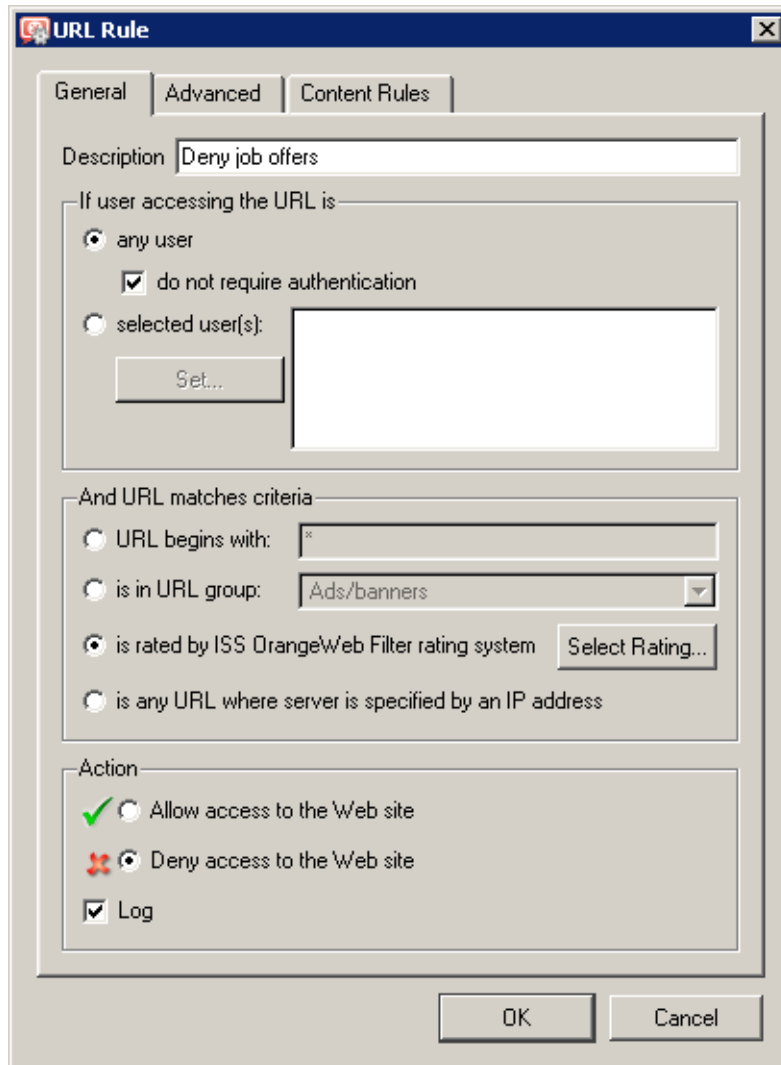 URL Rule
General Advanced Content Rules
Description Deny job offers
If user accessing the URL is
any user
do not require authentication
selected user(s):
Set...
And URL matches criteria
URL begins with: *
is in URL group: Ads/banners
is rated by ISS OrangeWeb Filter rating system Select Rating...
is any URL where server is specified by an IP address
Action
Allow access to the Web site
Deny access to the Web site
Log
OK Cancel